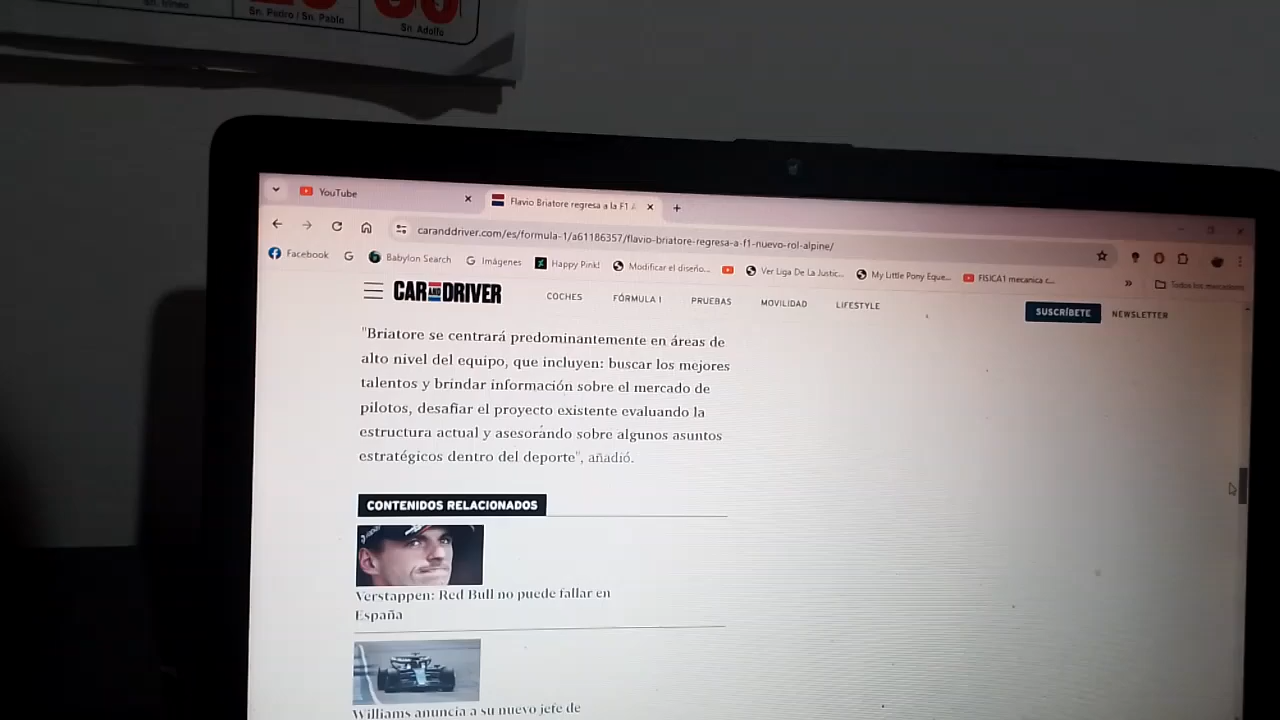 Sn. Pedro / Sn. Pablo
Sn. Adolfo
YouTube
Flavio Briatore regresa a la F1
caranddriver.com/es/formula-1/a61186357/flavio-briatore-regresa-a-f1-nuevo-rol-alpine/
Facebook
Babylon Search
Imágenes
Happy Pink!
Modificar el diseño...
Ver Liga De La Justic...
My Little Pony Eque...
FISICA1 mecanica c...
»
Todos los marcadores
CAR AND DRIVER
COCHES
FÓRMULA 1
PRUEBAS
MOVILIDAD
LIFESTYLE
SUSCRÍBETE
NEWSLETTER
"Briatore se centrará predominantemente en áreas de
alto nivel del equipo, que incluyen: buscar los mejores
talentos y brindar información sobre el mercado de
pilotos, desafiar el proyecto existente evaluando la
estructura actual y asesorando sobre algunos asuntos
estratégicos dentro del deporte", añadió.
CONTENIDOS RELACIONADOS
Verstappen: Red Bull no puede fallar en
España
Williams anuncia a su nuevo jefe de